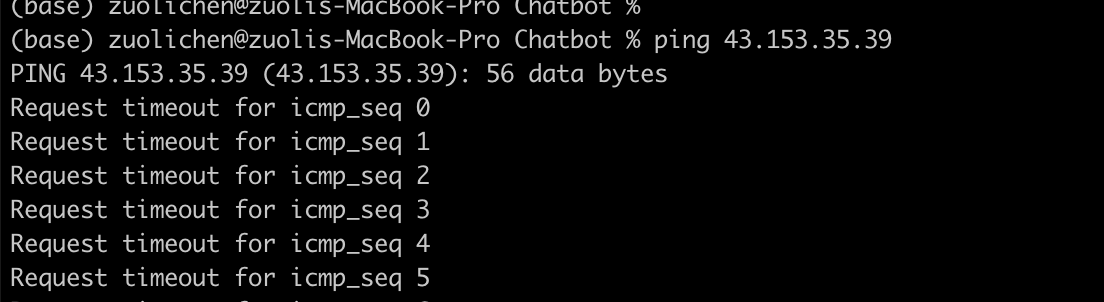 (base) zuolichen@zuolis-MacBook-Pro Chatbot %
(base) zuolichen@zuolis-MacBook-Pro Chatbot % ping 43.153.35.39
PING 43.153.35.39 (43.153.35.39): 56 data bytes
Request timeout for icmp_seq 0
Request timeout for icmp_seq 1
Request timeout for icmp_seq 2
Request timeout for icmp_seq 3
Request timeout for icmp_seq 4
Request timeout for icmp_seq 5